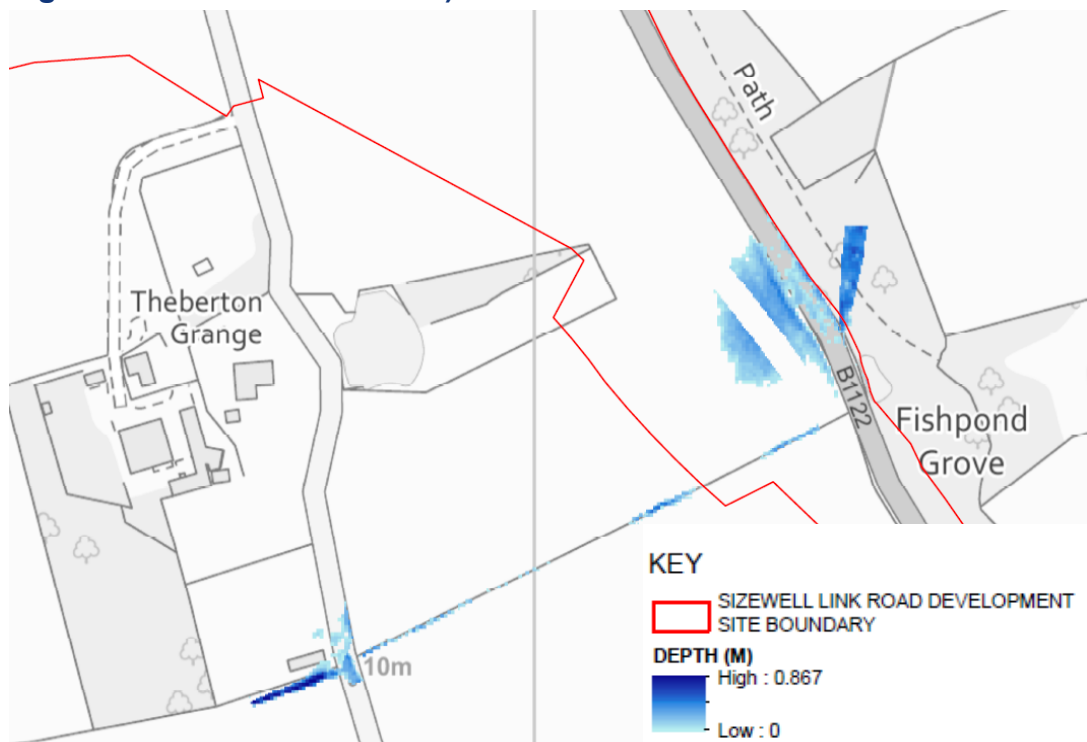 Path
Theberton
Grange
B1122
Fishpond
Grove
10m
KEY
SIZEWELL LINK ROAD DEVELOPMENT
SITE BOUNDARY
DEPTH (M)
High : 0.867
Low : 0